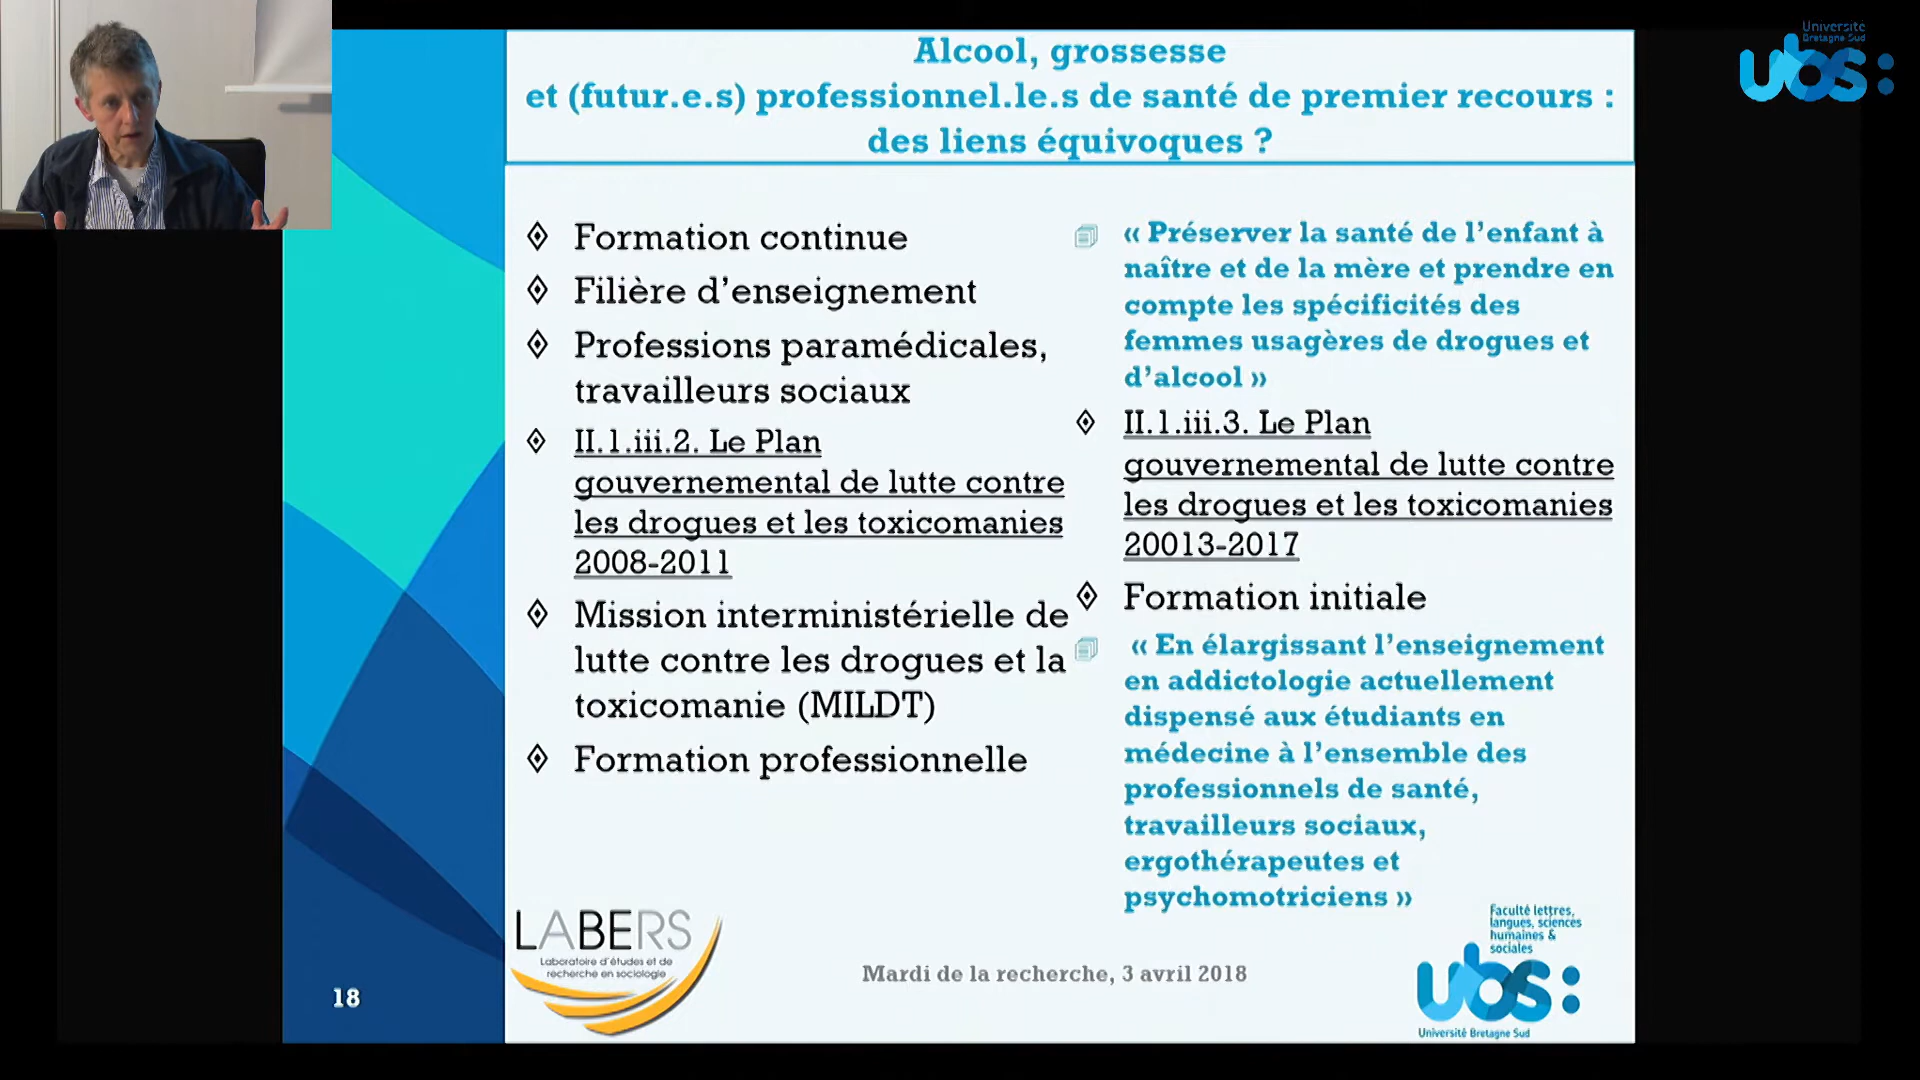 Université
Bretagne Sud
ubs:
Alcool, grossesse
et (futur.e.s) professionnel.le.s de santé de premier recours :
des liens équivoques ?
Formation continue
Filière d’enseignement
Professions paramédicales,
travailleurs sociaux
II.1.iii.2. Le Plan
gouvernemental de lutte contre
les drogues et les toxicomanies
2008-2011
Mission interministérielle de
lutte contre les drogues et la
toxicomanie (MILDT)
Formation professionnelle
« Préserver la santé de l’enfant à
naître et de la mère et prendre en
compte les spécificités des
femmes usagères de drogues et
d’alcool »
II.1.iii.3. Le Plan
gouvernemental de lutte contre
les drogues et les toxicomanies
20013-2017
Formation initiale
« En élargissant l’enseignement
en addictologie actuellement
dispensé aux étudiants en
médecine à l’ensemble des
professionnels de santé,
travailleurs sociaux,
ergothérapeutes et
psychomotriciens »
LABERS
Laboratoire d'études et de
recherche en sociologie
Mardi de la recherche, 3 avril 2018
Faculté lettres,
langues, sciences
humaines &
sociales
ubs:
Université Bretagne Sud
18